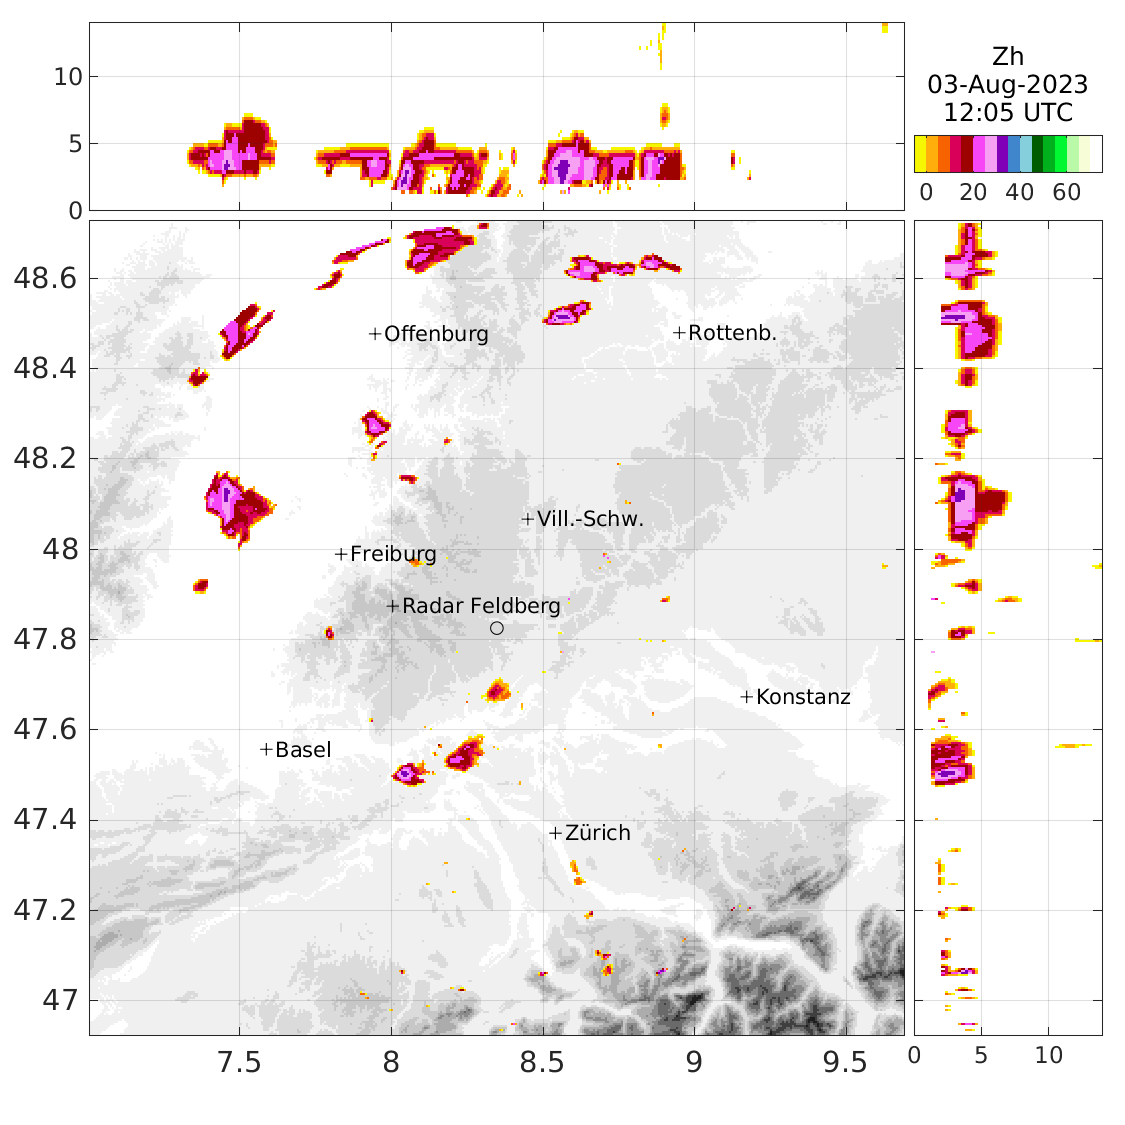 Zh
03-Aug-2023
12:05 UTC
0 20 40 60
10
5
0
48.6
48.4
48.2
48
47.8
47.6
47.4
47.2
47
+Offenburg
+Rottenb.
+Vill.-Schw.
+Freiburg
+Radar Feldberg
+Konstanz
+Basel
+Zürich
7.5 8 8.5 9 9.5
0 5 10